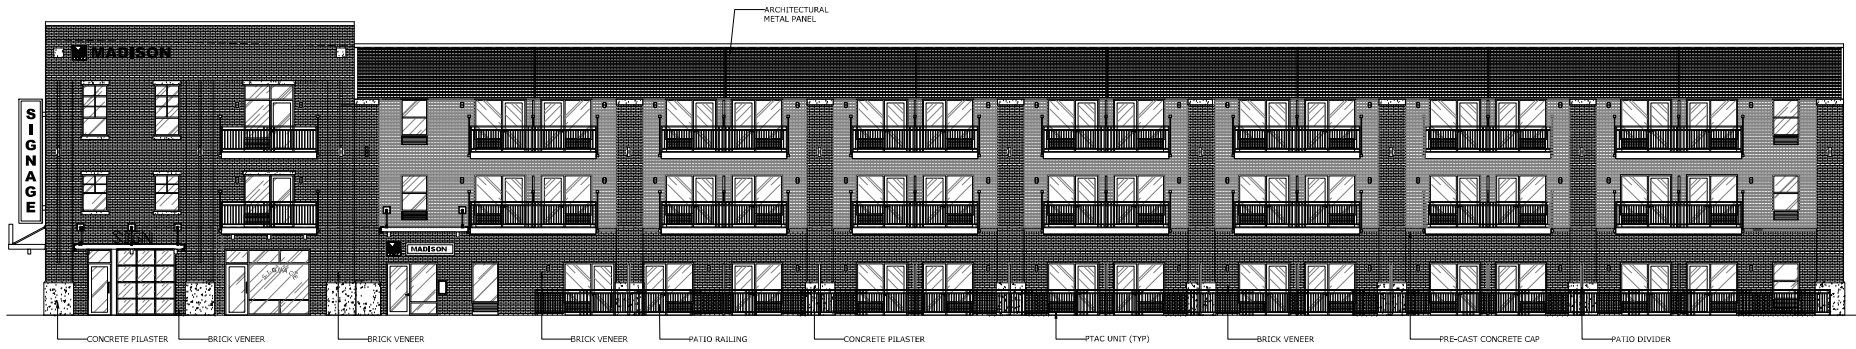 ARCHITECTURAL
METAL PANEL
MADISON
SIGNAGE
SIGN
MADISON
CONCRETE PILASTER
BRICK VENEER
BRICK VENEER
BRICK VENEER
PATIO RAILING
CONCRETE PILASTER
PTAC UNIT (TYP)
BRICK VENEER
PRE-CAST CONCRETE CAP
PATIO DIVIDER